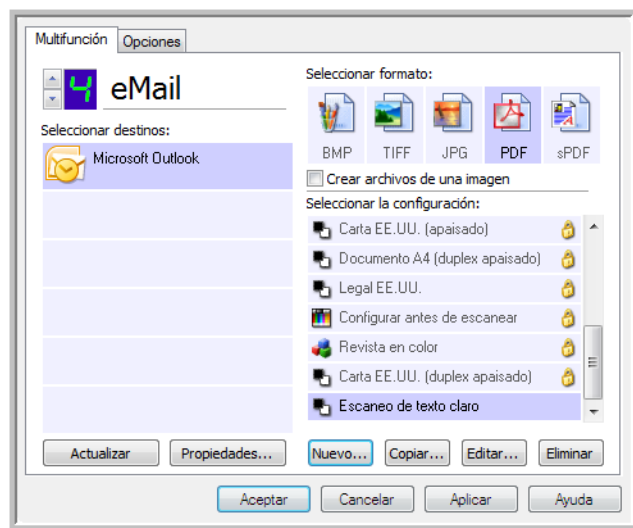 Multifunción
Opciones
4
eMail
Seleccionar destinos:
Microsoft Outlook
Seleccionar formato:
BMP
TIFF
JPG
PDF
sPDF
Crear archivos de una imagen
Seleccionar la configuración:
Carta EE.UU. (apaisado)
Documento A4 (duplex apaisado)
Legal EE.UU.
Configurar antes de escanear
Revista en color
Carta EE.UU. (duplex apaisado)
Escaneo de texto claro
Actualizar
Propiedades...
Nuevo...
Copiar...
Editar...
Eliminar
Aceptar
Cancelar
Aplicar
Ayuda